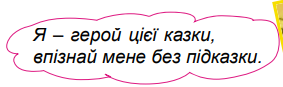 Я – герой цієї казки,
впізнай мене без підказки.